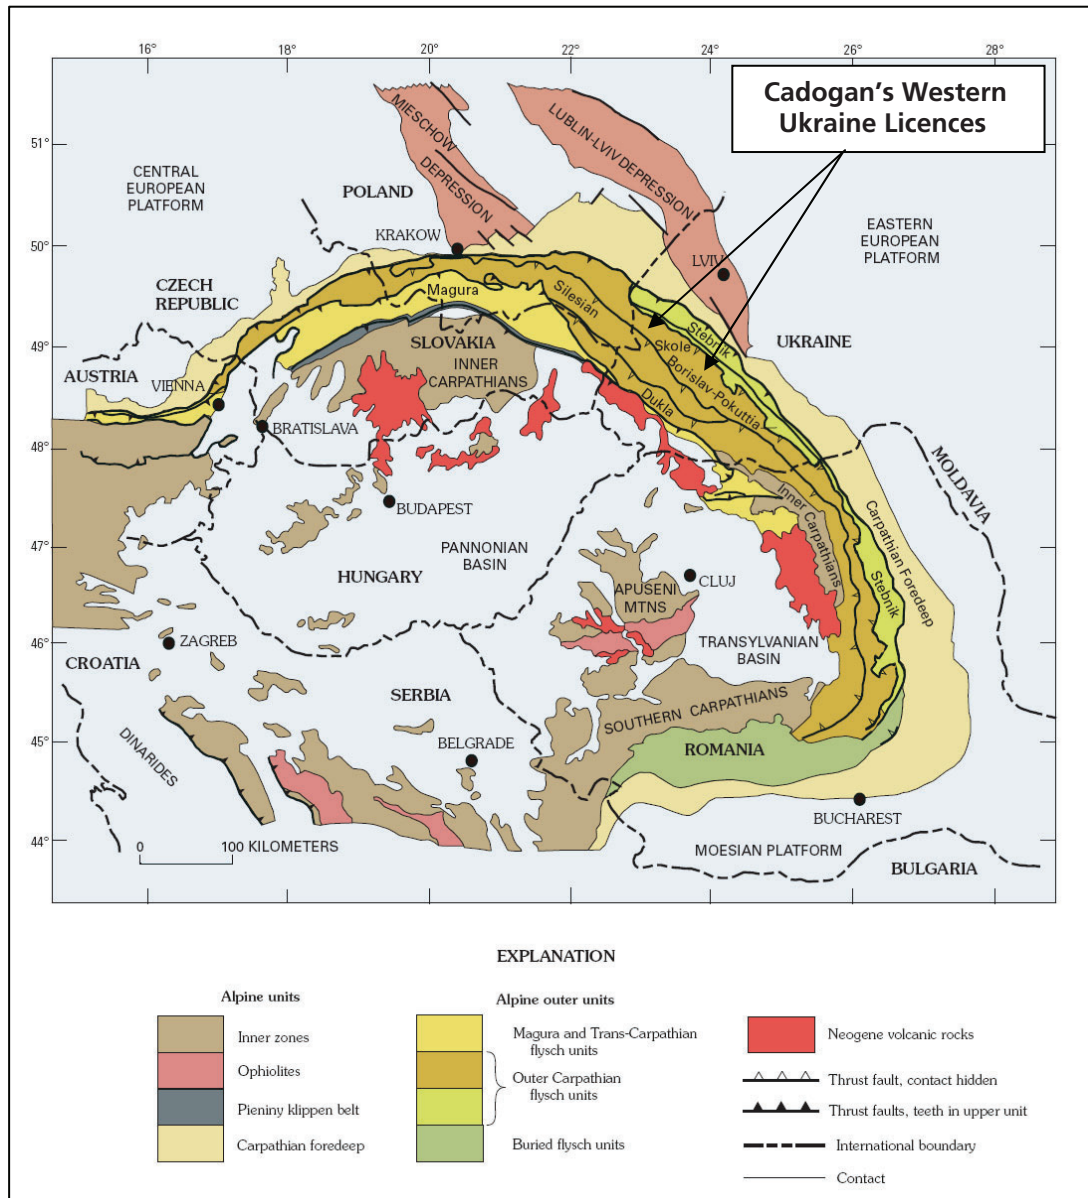 16°
18°
20°
22°
24°
26°
28°
Cadogan's Western
Ukraine Licences
51°
50°
49°
48°
47°
46°
45°
44°
MIESCHOW
DEPRESSION
LUBLIN-LVIV DEPRESSION
CENTRAL
EUROPEAN
PLATFORM
POLAND
KRAKOW
EASTERN
EUROPEAN
PLATFORM
LVIV
CZECH
REPUBLIC
Magura
Silesian
Stebnik
UKRAINE
SLOVAKIA
Skole
INNER
CARPATHIANS
Borislav-Pokuttia
AUSTRIA
VIENNA
Dukla
BRATISLAVA
MOLDAVIA
BUDAPEST
Inner Carpathians
Carpathian Foredeep
PANNONIAN
BASIN
HUNGARY
CLUJ
APUSENI
MTNS
Stebnik
ZAGREB
TRANSYLVANIAN
BASIN
CROATIA
SERBIA
SOUTHERN CARPATHIANS
DINARIDES
BELGRADE
ROMANIA
BUCHAREST
0 100 KILOMETERS
MOESIAN PLATFORM
BULGARIA
EXPLANATION
Alpine units
Inner zones
Ophiolites
Pieniny klippen belt
Carpathian foredeep
Alpine outer units
Magura and Trans-Carpathian
flysch units
Outer Carpathian
flysch units
Buried flysch units
Neogene volcanic rocks
Thrust fault, contact hidden
Thrust faults, teeth in upper unit
International boundary
Contact